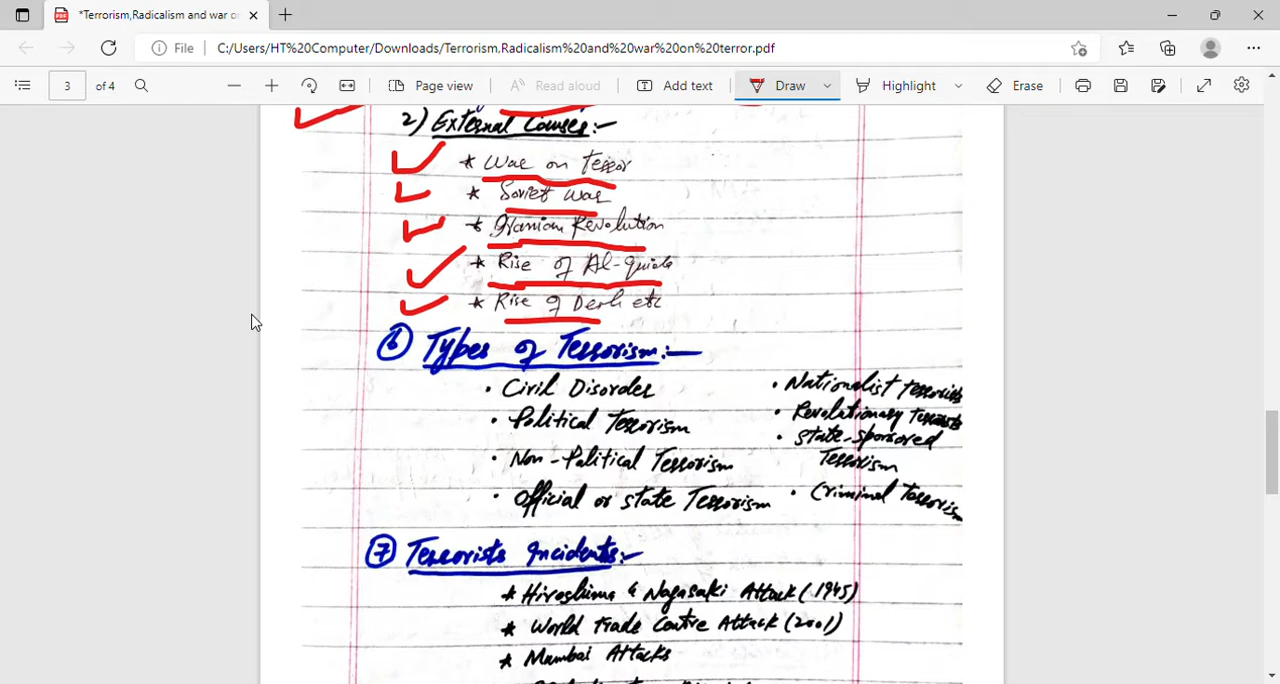 *Terrorism,Radicalism and war o
File
C:/Users/HT%20Computer/Downloads/Terrorism,Radicalism%20and%20war%20on%20terror.pdf
3 of 4
Page view
Read aloud
Add text
Draw
Highlight
Erase
2) External Causes:-
* War on Terror
* Soviet War
* Iranian Revolution
* Rise of Al-Quida
* Rise of Desh etc
6 Types of Terrorism:-
· Civil Disorder
· Political Terrorism
· Non-Political Terrorism
· Official or state Terrorism
· Nationalist Terrorists
· Revolutionary Terrorists
· State-sponsored
Terrorism
· Criminal Terrorism
7 Terrorists Incidents:-
* Hiroshima & Nagasaki Attack (1945)
* World Trade Centre Attack (2001)
* Mumbai Attacks